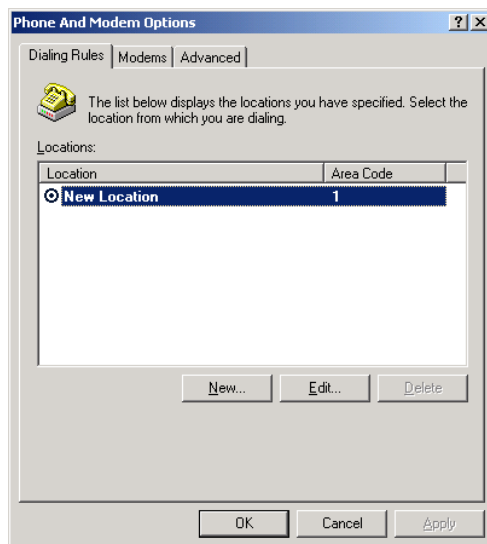 Phone And Modem Options
Dialing Rules Modems Advanced
The list below displays the locations you have specified. Select the
location from which you are dialing.
Locations:
Location Area Code
New Location 1
New... Edit... Delete
OK Cancel Apply